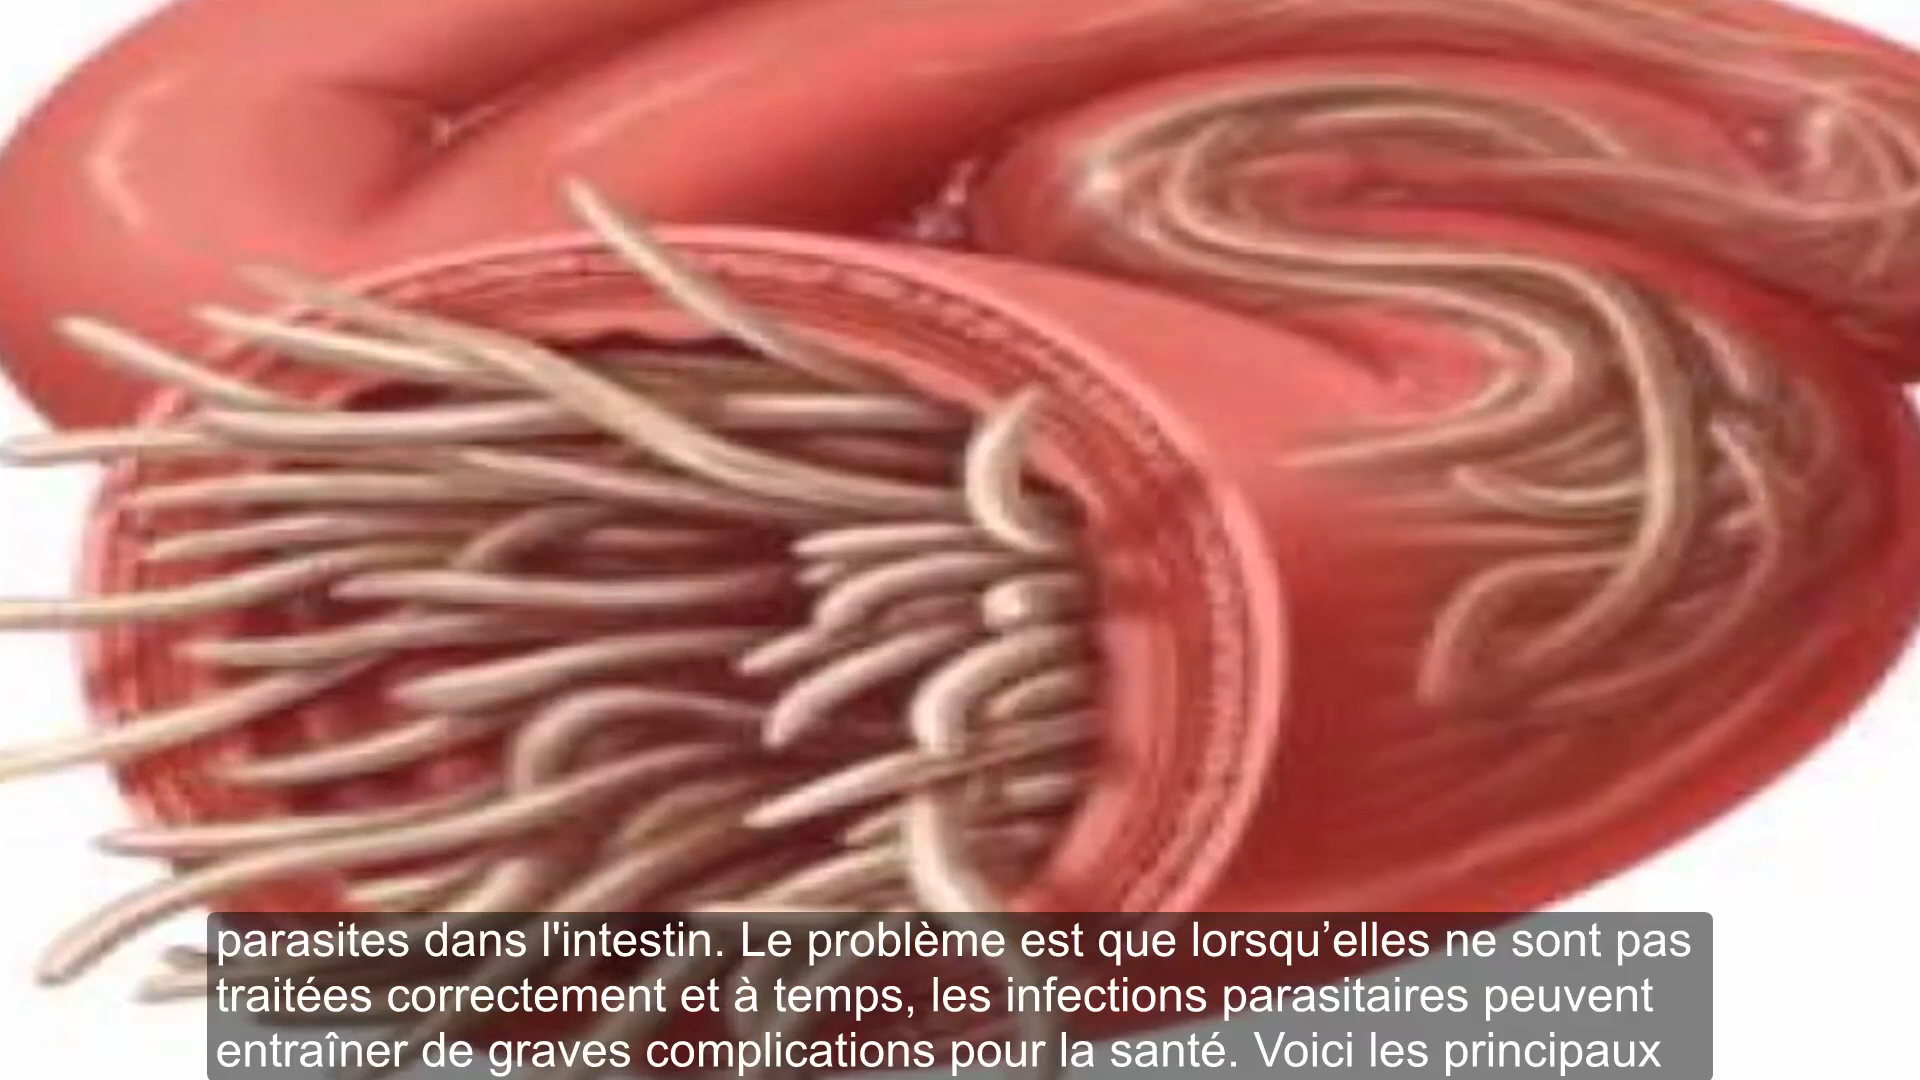 parasites dans l'intestin. Le problème est que lorsqu’elles ne sont pas
traitées correctement et à temps, les infections parasitaires peuvent
entraîner de graves complications pour la santé. Voici les principaux